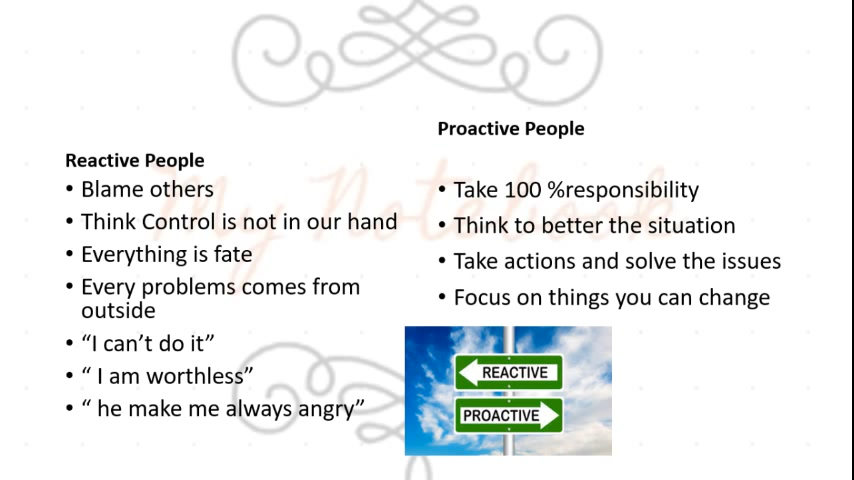 Reactive People
• Blame others
• Think Control is not in our hand
• Everything is fate
• Every problems comes from
outside
• “I can’t do it”
• “ I am worthless”
• “ he make me always angry”
Proactive People
• Take 100 %responsibility
• Think to better the situation
• Take actions and solve the issues
• Focus on things you can change
REACTIVE
PROACTIVE
My Notebook